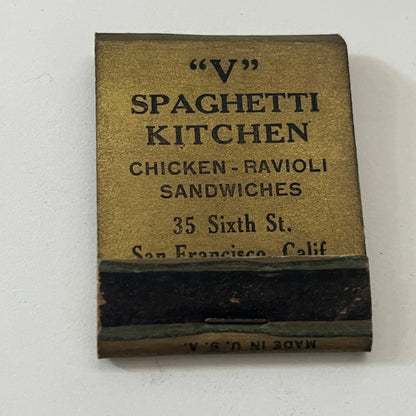 “V”
SPAGHETTI
KITCHEN
CHICKEN - RAVIOLI
SANDWICHES
35 Sixth St.
San Francisco, Calif
MADE IN U. S. A.